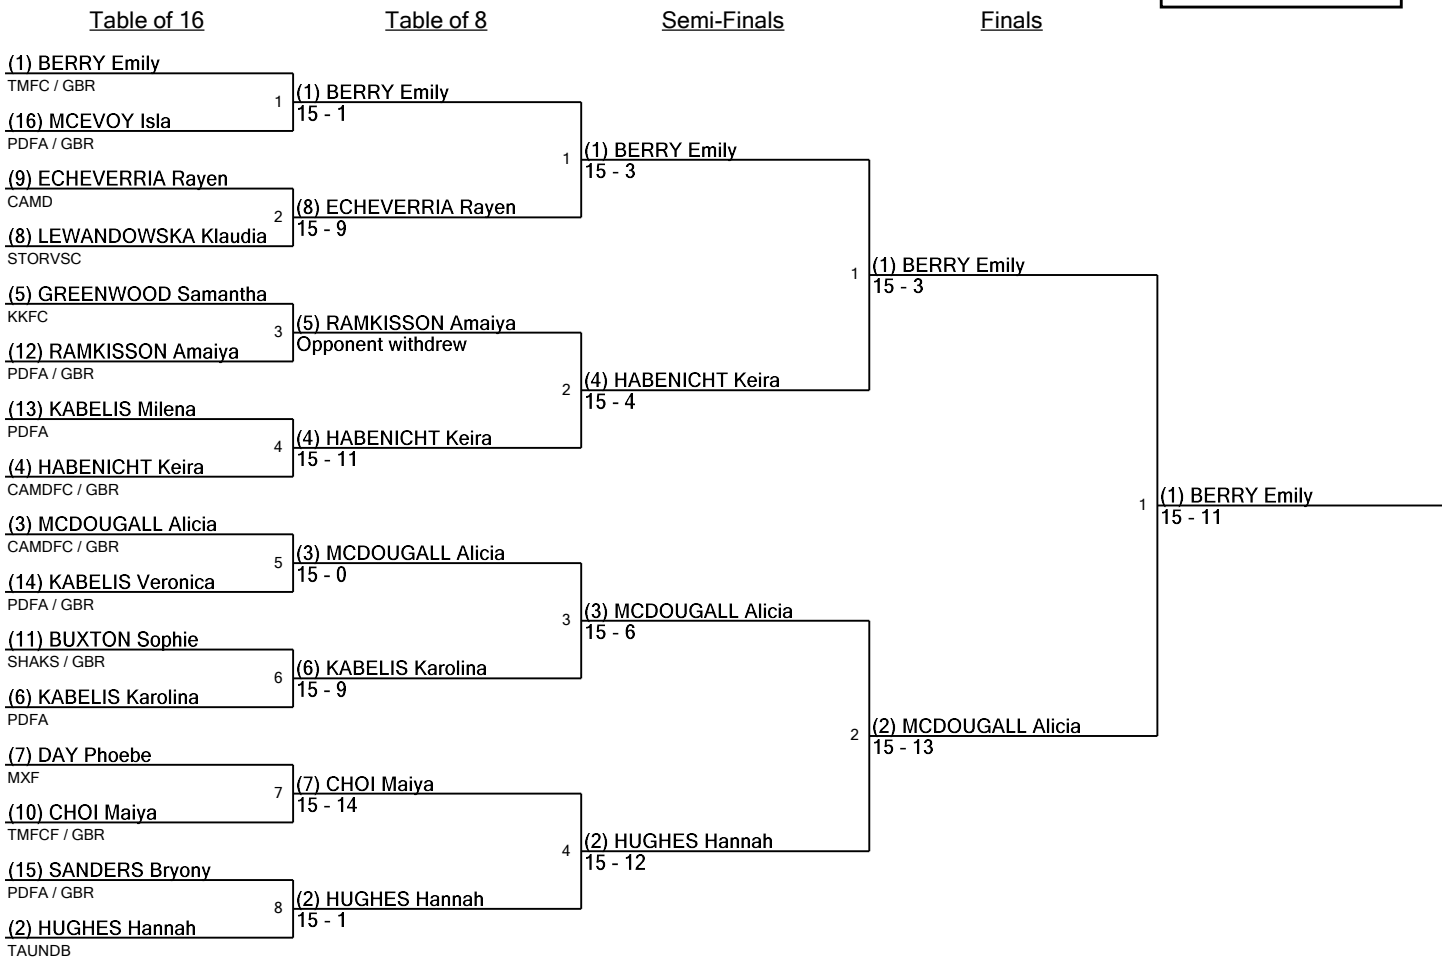 Table of 16
Table of 8
Semi-Finals
Finals
(1) BERRY Emily
TMFC / GBR
1
(16) MCEVOY Isla
PDFA / GBR
(9) ECHEVERRIA Rayen
CAMD
2
(8) LEWANDOWSKA Klaudia
STORVSC
(5) GREENWOOD Samantha
KKFC
3
(12) RAMKISSON Amaiya
PDFA / GBR
(13) KABELIS Milena
PDFA
4
(4) HABENICHT Keira
CAMDFC / GBR
(3) MCDOUGALL Alicia
CAMDFC / GBR
5
(14) KABELIS Veronica
PDFA / GBR
(11) BUXTON Sophie
SHAKS / GBR
6
(6) KABELIS Karolina
PDFA
(7) DAY Phoebe
MXF
7
(10) CHOI Maiya
TMFCF / GBR
(15) SANDERS Bryony
PDFA / GBR
8
(2) HUGHES Hannah
TAUNDB
(1) BERRY Emily
15 - 1
1
(8) ECHEVERRIA Rayen
15 - 9
(5) RAMKISSON Amaiya
Opponent withdrew
2
(4) HABENICHT Keira
15 - 11
(3) MCDOUGALL Alicia
15 - 0
3
(6) KABELIS Karolina
15 - 9
(7) CHOI Maiya
15 - 14
4
(2) HUGHES Hannah
15 - 1
(1) BERRY Emily
15 - 3
1
(4) HABENICHT Keira
15 - 4
(3) MCDOUGALL Alicia
15 - 6
2
(2) HUGHES Hannah
15 - 12
(1) BERRY Emily
15 - 3
1
(2) MCDOUGALL Alicia
15 - 13
(1) BERRY Emily
15 - 11